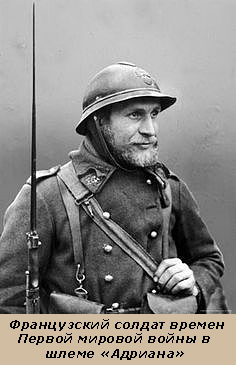 Французский солдат времен
Первой мировой войны в
шлеме «Адриана»